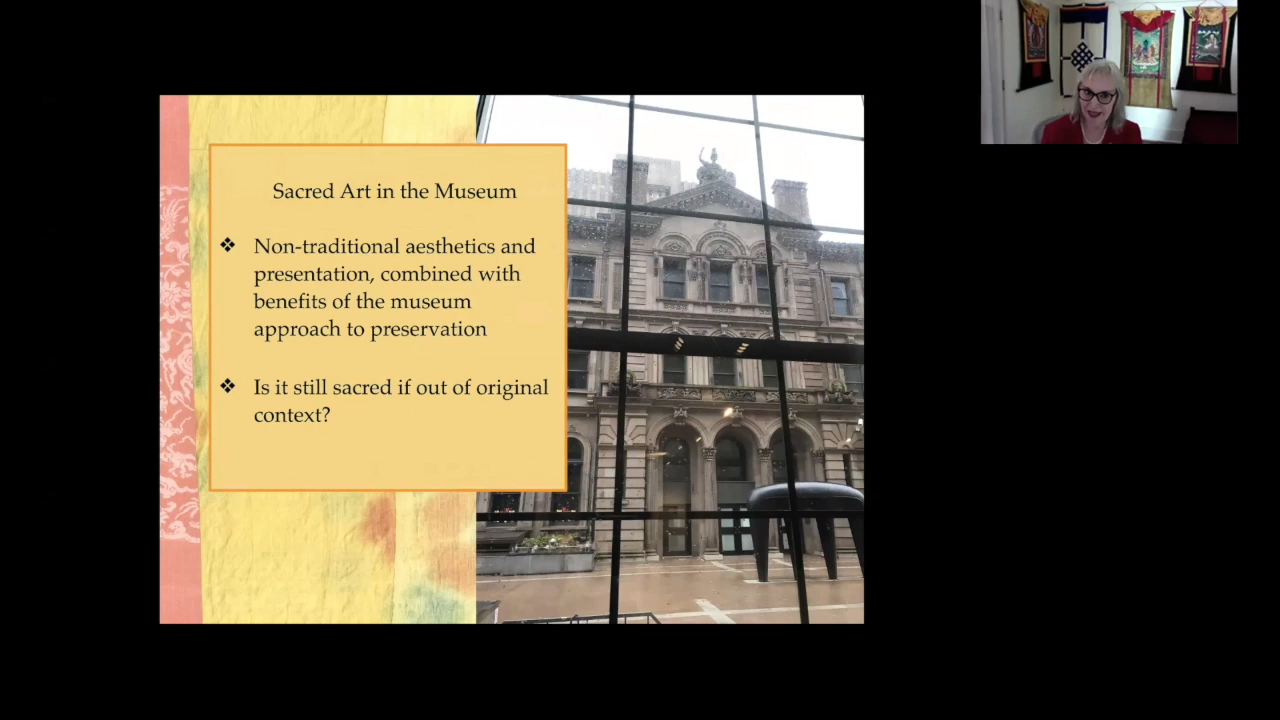 Sacred Art in the Museum
❖ Non-traditional aesthetics and
presentation, combined with
benefits of the museum
approach to preservation
❖ Is it still sacred if out of original
context?